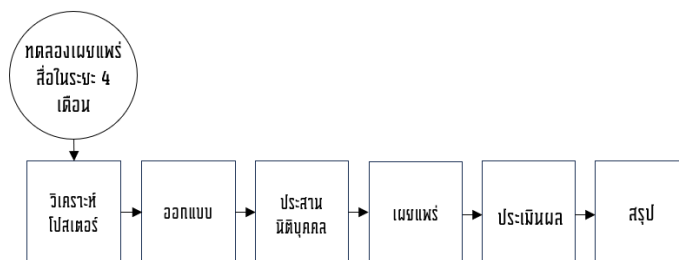 ทดลองเผยแพร่
สื่อในระยะ 4
เดือน
วิเคราะห์
โปสเตอร์
ออกแบบ
ประสาน
นิติบุคคล
เผยแพร่
ประเมินผล
สรุป